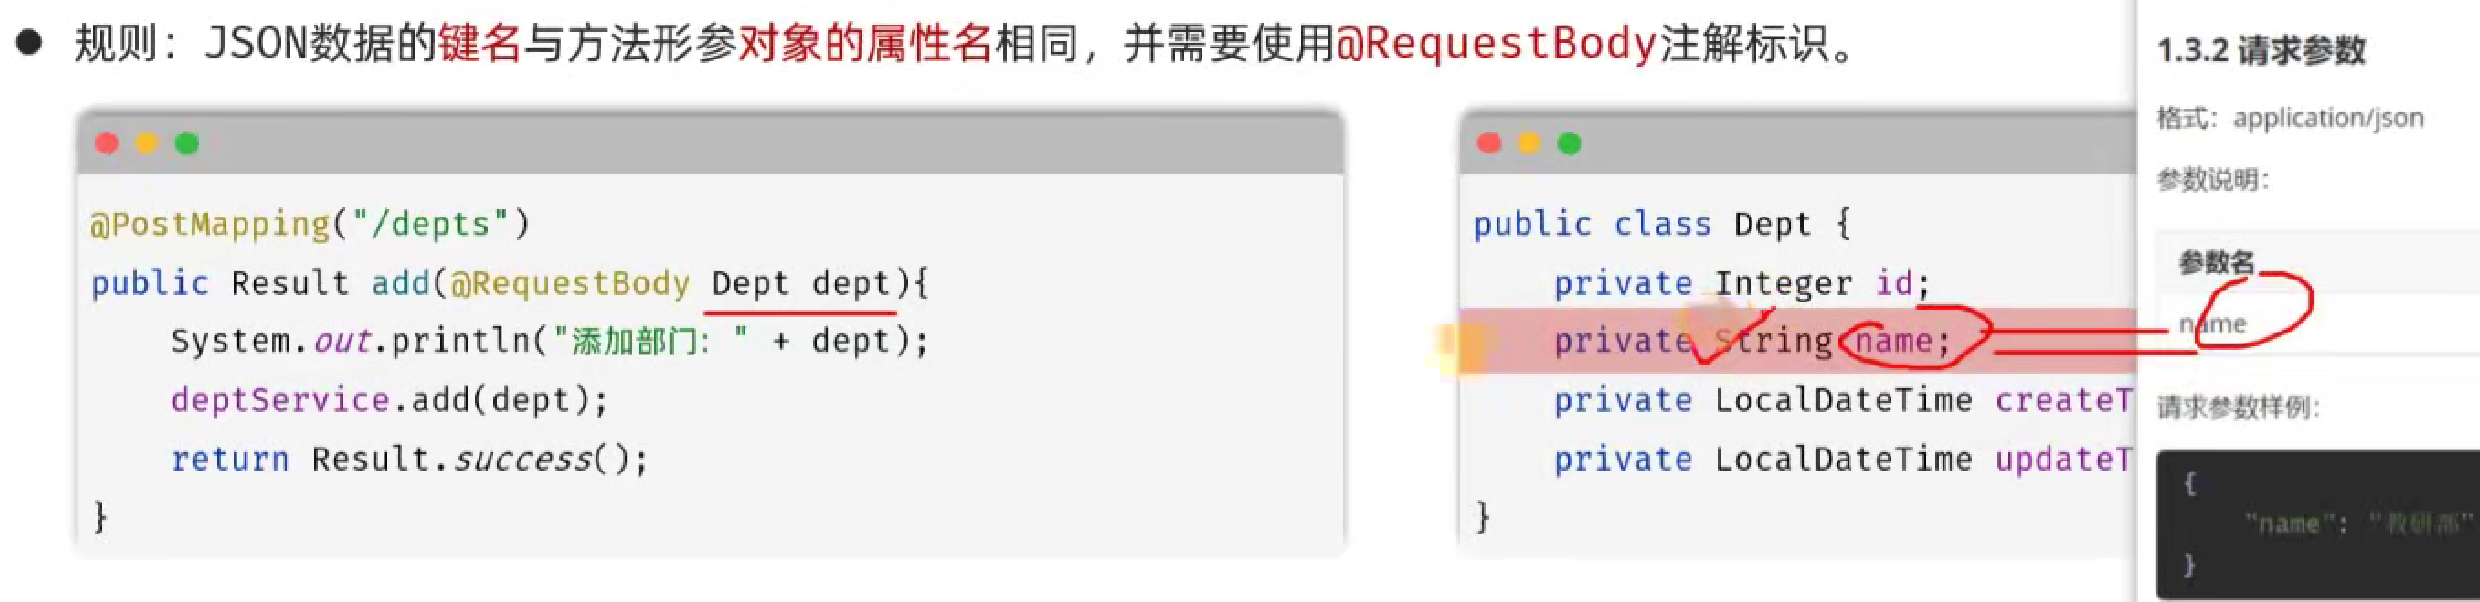 ● 规则：JSON数据的键名与方法形参对象的属性名相同，并需要使用@RequestBody注解标识。
@PostMapping("/depts")
public Result add(@RequestBody Dept dept){
System.out.println("添加部门：" + dept);
deptService.add(dept);
return Result.success();
}
public class Dept {
private Integer id;
private String name;
private LocalDateTime createT
private LocalDateTime updateT
}
1.3.2 请求参数
格式：application/json
参数说明：
参数名
name
请求参数样例：
{
"name": "教研部"
}